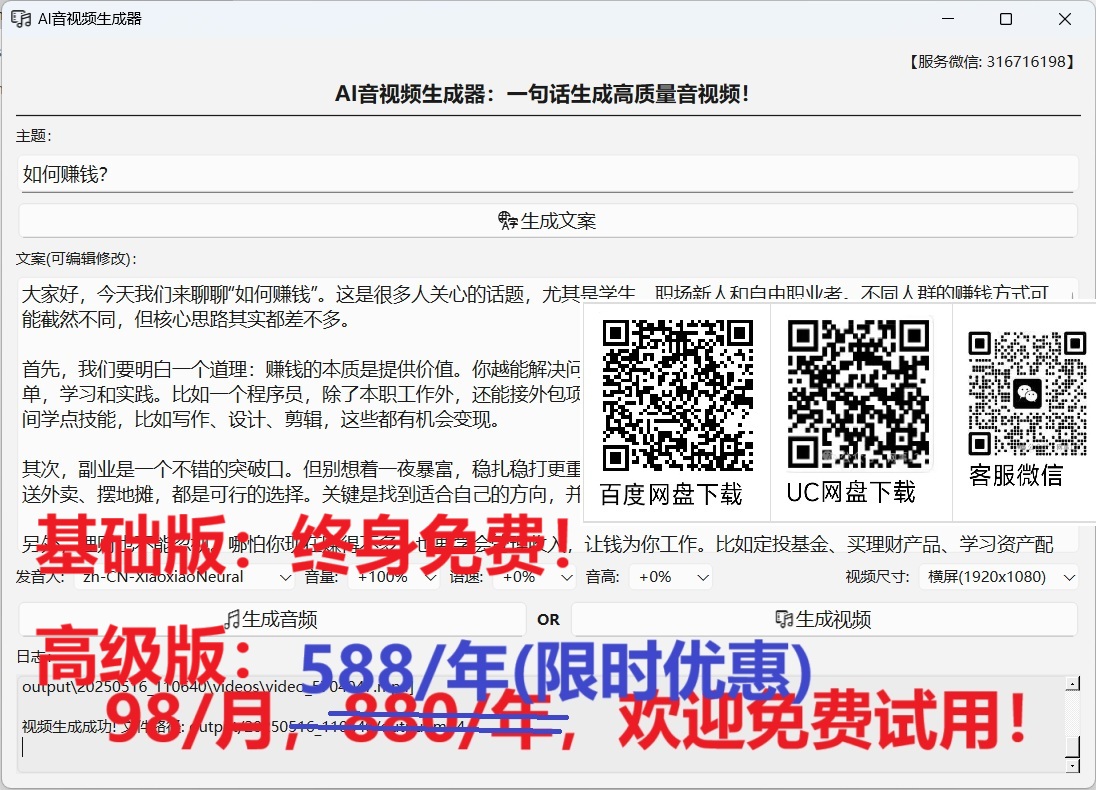 AI音视频生成器
【服务微信: 316716198】
AI音视频生成器：一句话生成高质量音视频！
主题：
如何赚钱？
生成文案
文案(可编辑修改)：
大家好，今天我们来聊聊“如何赚钱”。这是很多人关心的话题，尤其是学生、职场新人和自由职业者。不同人群的赚钱方式可
能截然不同，但核心思路其实都差不多。
首先，我们要明白一个道理：赚钱的本质是提供价值。你越能解决问
单，学习和实践。比如一个程序员，除了本职工作外，还能接外包项
间学点技能，比如写作、设计、剪辑，这些都有机会变现。
其次，副业是一个不错的突破口。但别想着一夜暴富，稳扎稳打更重
送外卖、摆地摊，都是可行的选择。关键是找到适合自己的方向，并
百度网盘下载
UC网盘下载
客服微信
基础版：终身免费！
让钱为你工作。比如定投基金、买理财产品、学习资产配
发音人: zh-CN-XiaoxiaoNeural 音量: +100% 语速: +0% 音高: +0% 视频尺寸: 横屏(1920x1080)
生成音频 OR 生成视频
日志:
高级版：588/年(限时优惠)
98/月，880/年，欢迎免费试用！
视频生成成功!